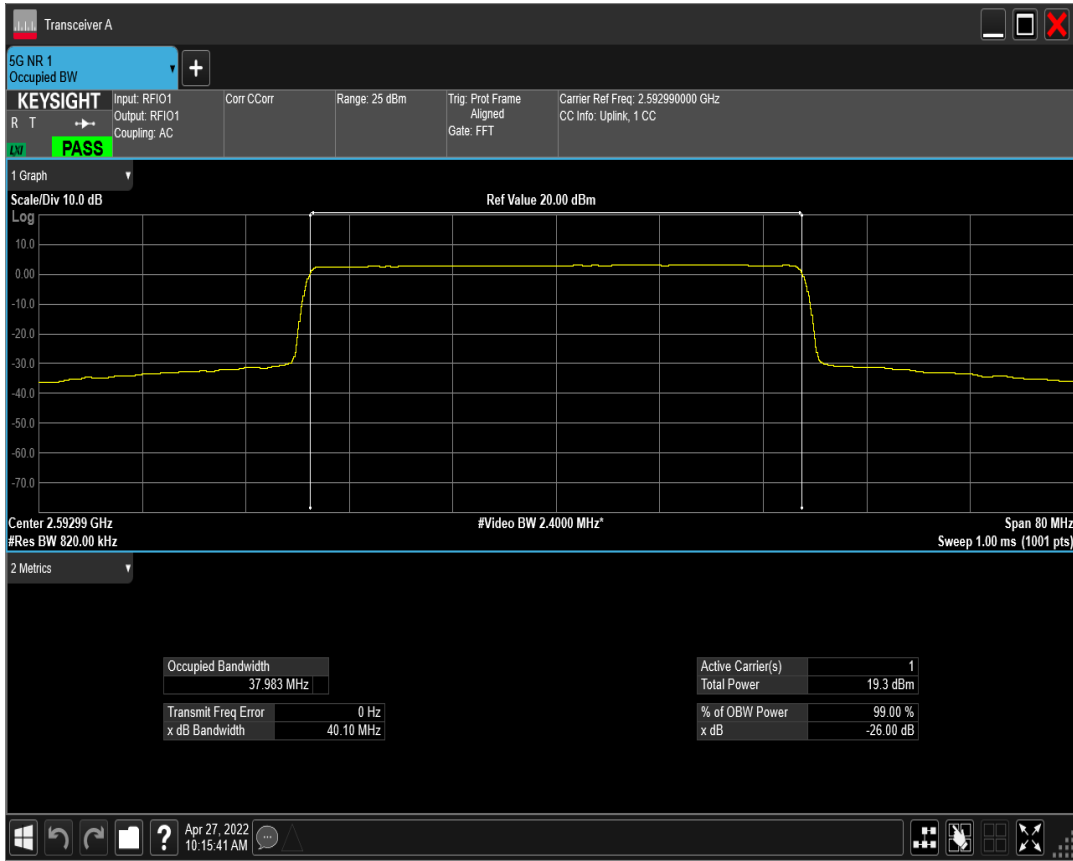 Transceiver A
5G NR 1
Occupied BW
+
KEYSIGHT
R T
LXI
PASS
Input: RFIO1
Output: RFIO1
Coupling: AC
Corr CCorr
Range: 25 dBm
Trig: Prot Frame
Aligned
Gate: FFT
Carrier Ref Freq: 2.592990000 GHz
CC Info: Uplink, 1 CC
1 Graph
Scale/Div 10.0 dB
Ref Value 20.00 dBm
Log
10.0
0.00
-10.0
-20.0
-30.0
-40.0
-50.0
-60.0
-70.0
Center 2.59299 GHz
#Video BW 2.4000 MHz*
Span 80 MHz
#Res BW 820.00 kHz
Sweep 1.00 ms (1001 pts)
2 Metrics
Occupied Bandwidth
37.983 MHz
Transmit Freq Error 0 Hz
x dB Bandwidth 40.10 MHz
Active Carrier(s) 1
Total Power 19.3 dBm
% of OBW Power 99.00 %
x dB -26.00 dB
?
Apr 27, 2022
10:15:41 AM